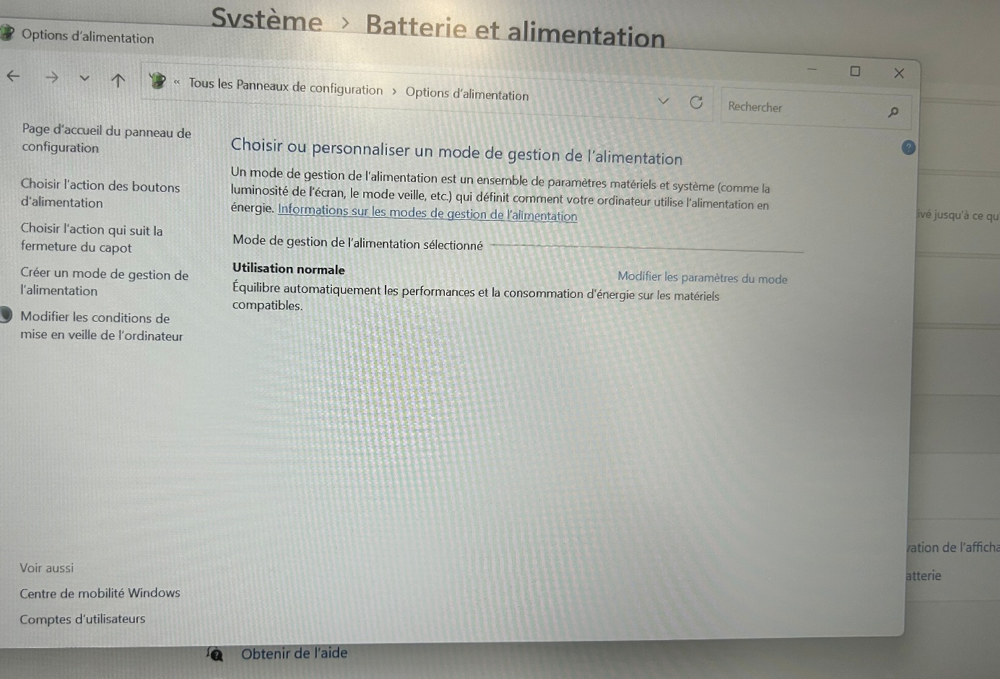 Système > Batterie et alimentation
Options d'alimentation
« Tous les Panneaux de configuration > Options d'alimentation
Rechercher
Page d'accueil du panneau de
configuration
Choisir l'action des boutons
d'alimentation
Choisir l'action qui suit la
fermeture du capot
Créer un mode de gestion de
l'alimentation
Modifier les conditions de
mise en veille de l'ordinateur
Choisir ou personnaliser un mode de gestion de l'alimentation
Un mode de gestion de l'alimentation est un ensemble de paramètres matériels et système (comme la
luminosité de l'écran, le mode veille, etc.) qui définit comment votre ordinateur utilise l'alimentation en
énergie. Informations sur les modes de gestion de l'alimentation
Mode de gestion de l'alimentation sélectionné
Utilisation normale
Modifier les paramètres du mode
Équilibre automatiquement les performances et la consommation d'énergie sur les matériels
compatibles.
ivé jusqu'à ce qu
vation de l'afficha
atterie
Voir aussi
Centre de mobilité Windows
Comptes d'utilisateurs
Obtenir de l'aide